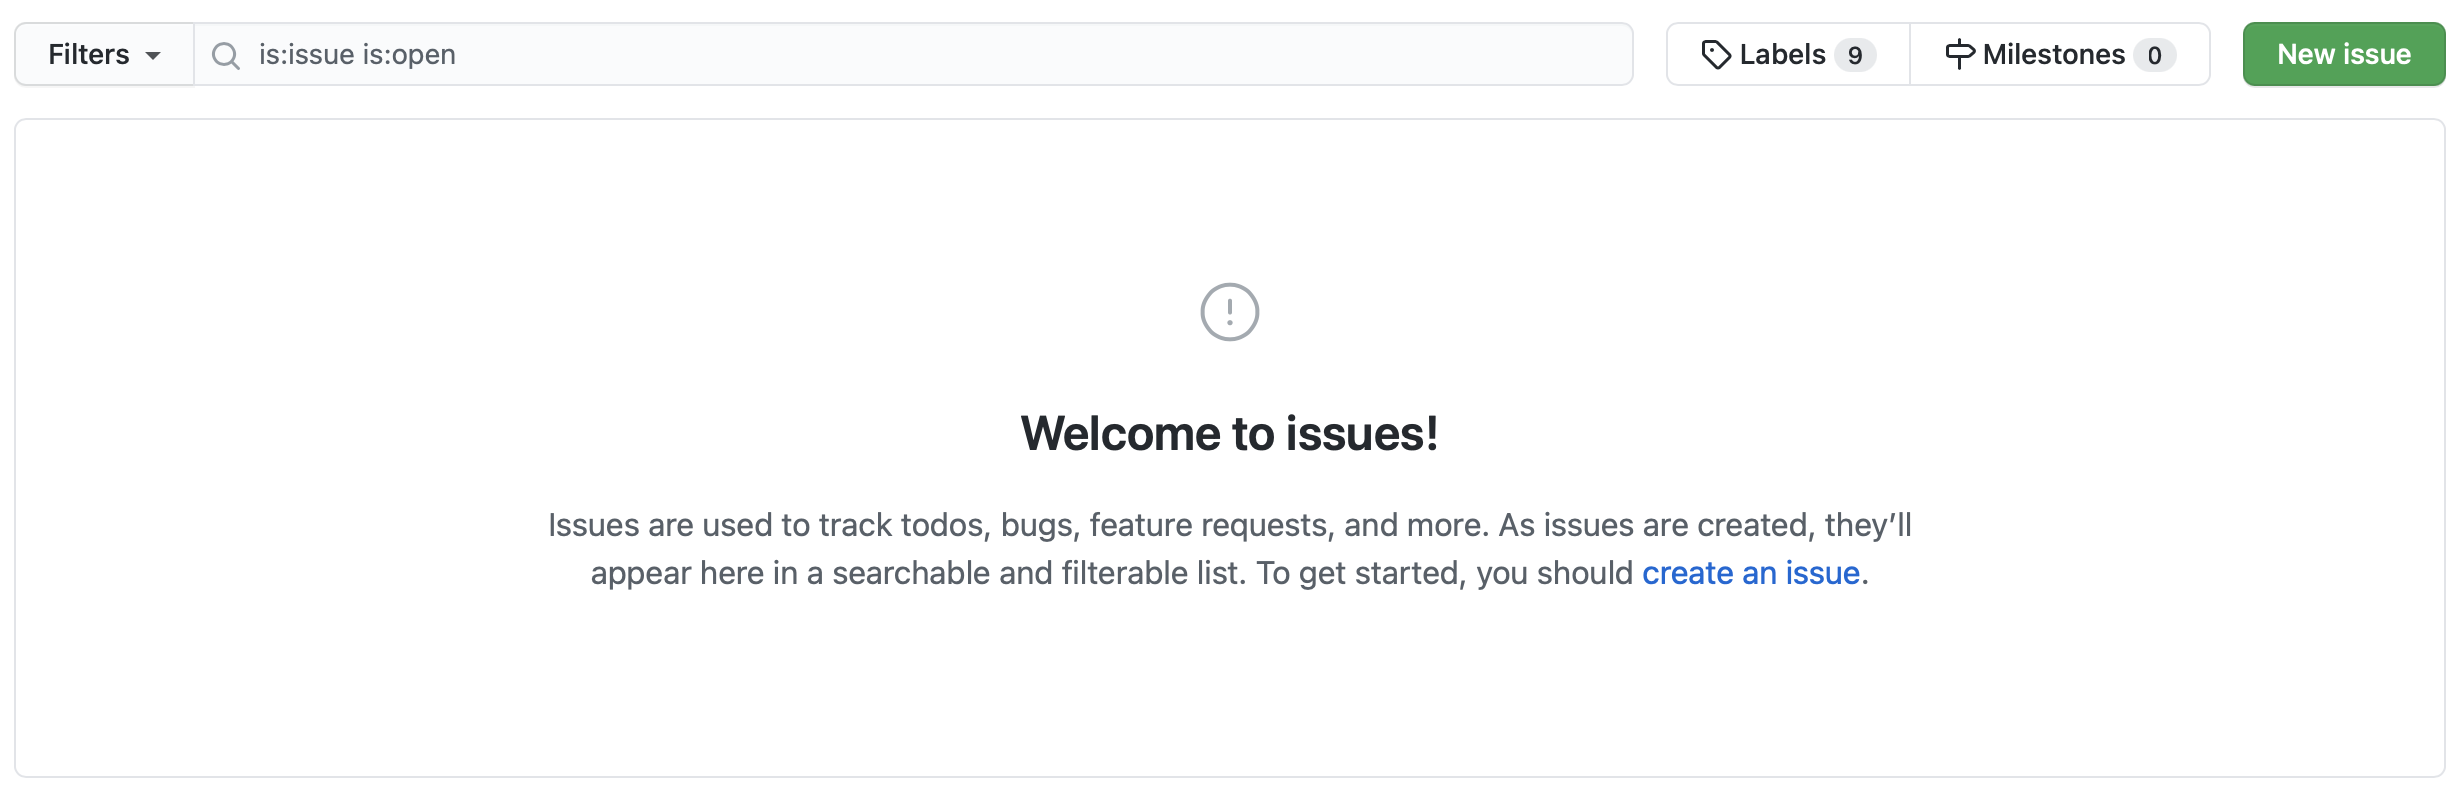 Filters
is:issue is:open
Labels 9
Milestones 0
New issue
Welcome to issues!
Issues are used to track todos, bugs, feature requests, and more. As issues are created, they’ll
appear here in a searchable and filterable list. To get started, you should create an issue.